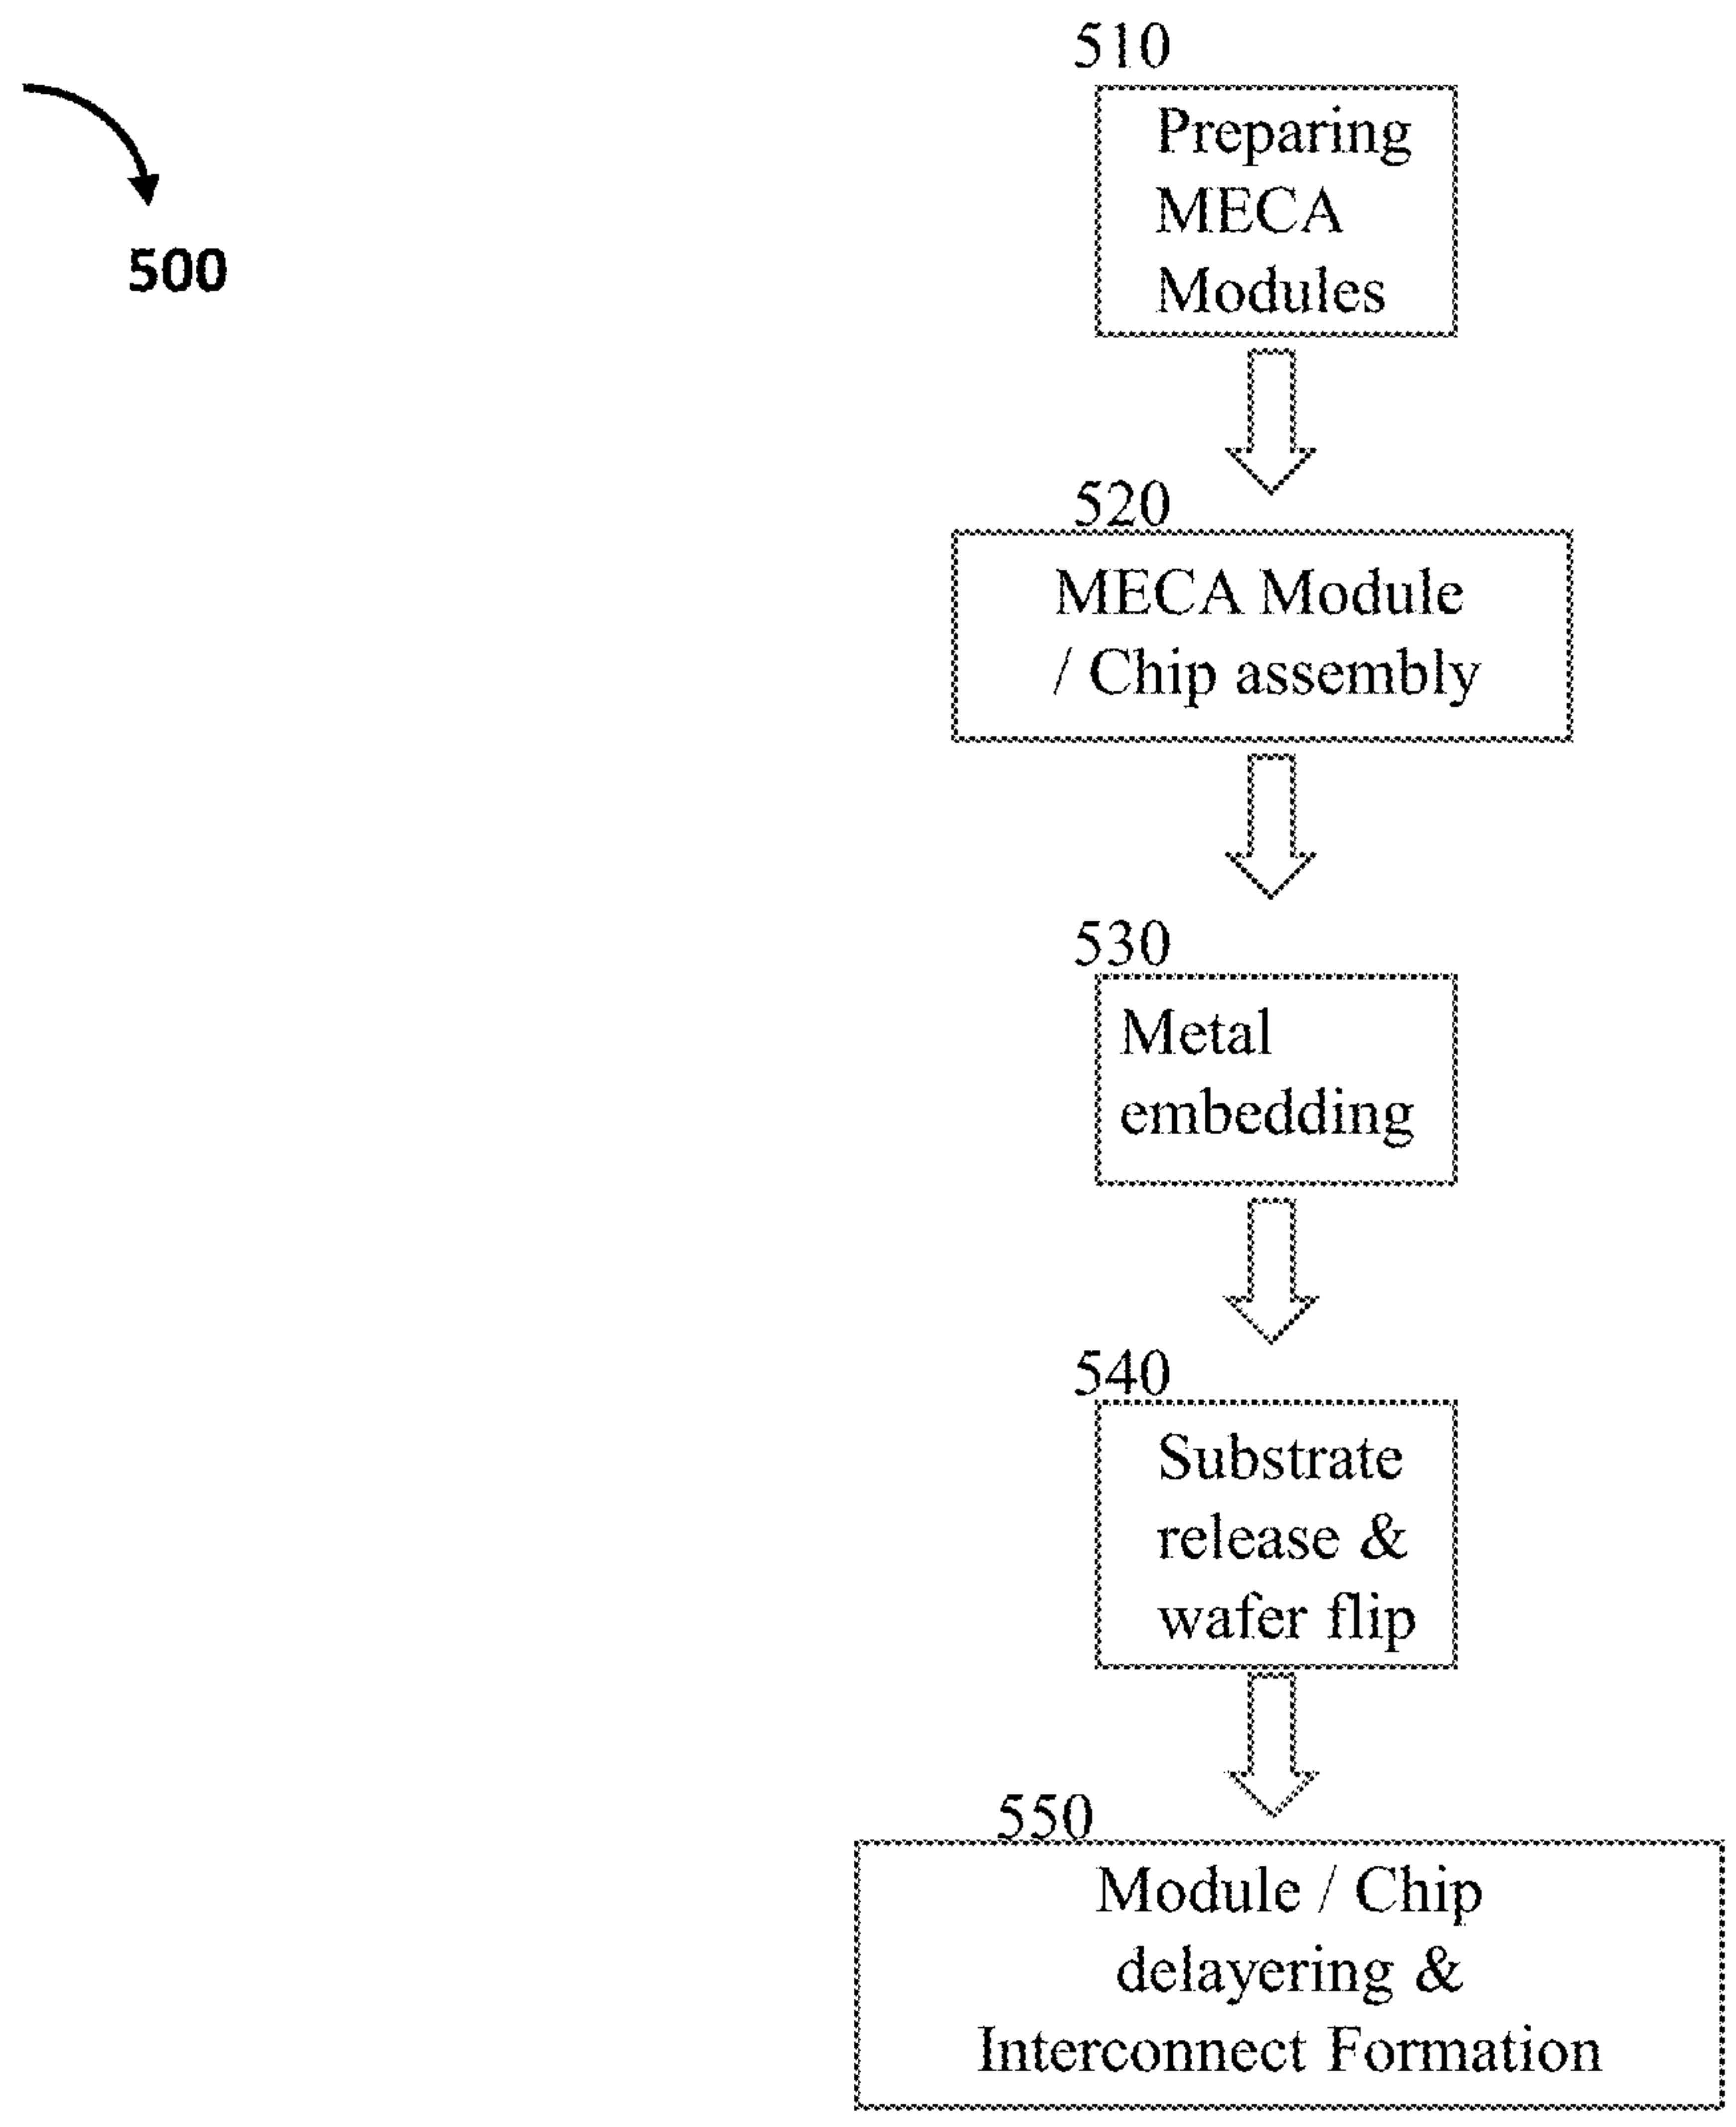 500
510
Preparing
MECA
Modules
520
MECA Module
/ Chip assembly
530
Metal
embedding
540
Substrate
release &
wafer flip
550
Module / Chip
delayering &
Interconnect Formation